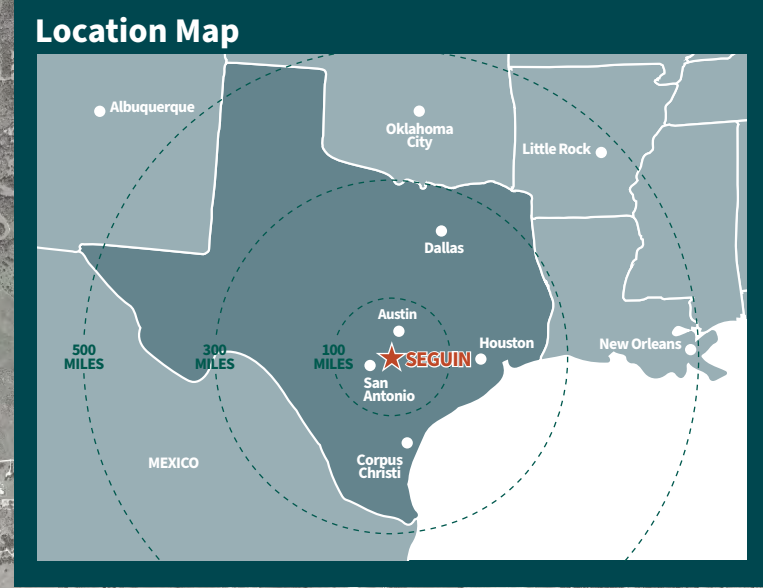 Location Map
Albuquerque
Oklahoma
City
Little Rock
Dallas
Austin
500
MILES
300
MILES
100
MILES
SEGUIN
Houston
New Orleans
San
Antonio
MEXICO
Corpus
Christi